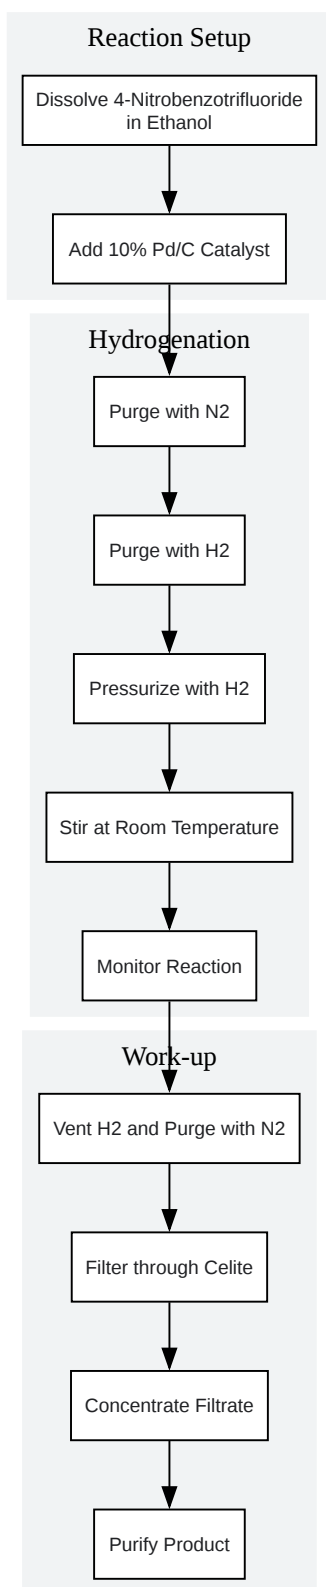 Reaction Setup
Dissolve 4-Nitrobenzotrifluoride
in Ethanol
Add 10% Pd/C Catalyst
Hydrogenation
Purge with N2
Purge with H2
Pressurize with H2
Stir at Room Temperature
Monitor Reaction
Work-up
Vent H2 and Purge with N2
Filter through Celite
Concentrate Filtrate
Purify Product